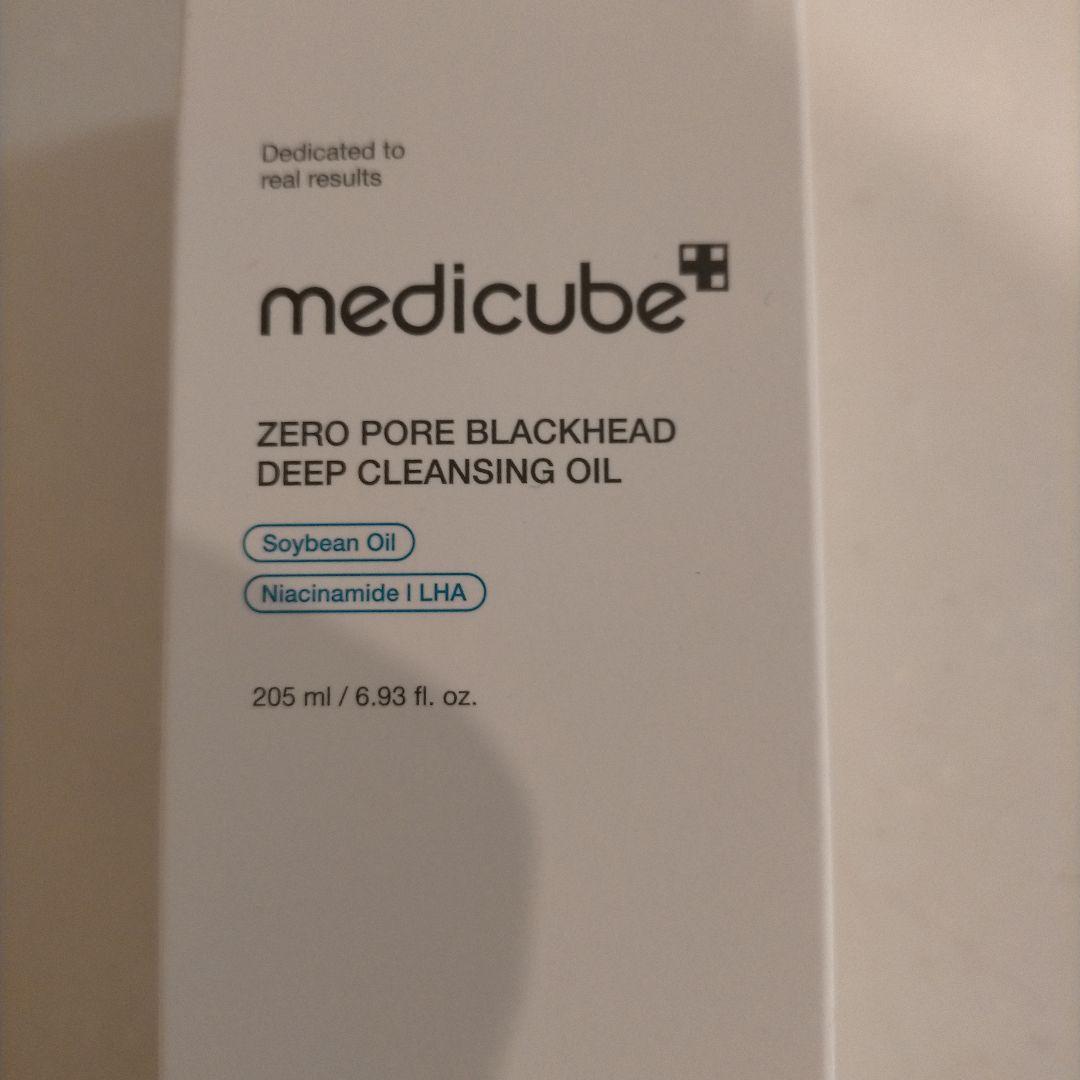 Dedicated to
real results
medicube
ZERO PORE BLACKHEAD
DEEP CLEANSING OIL
Soybean Oil
Niacinamide I LHA
205 ml / 6.93 fl. oz.